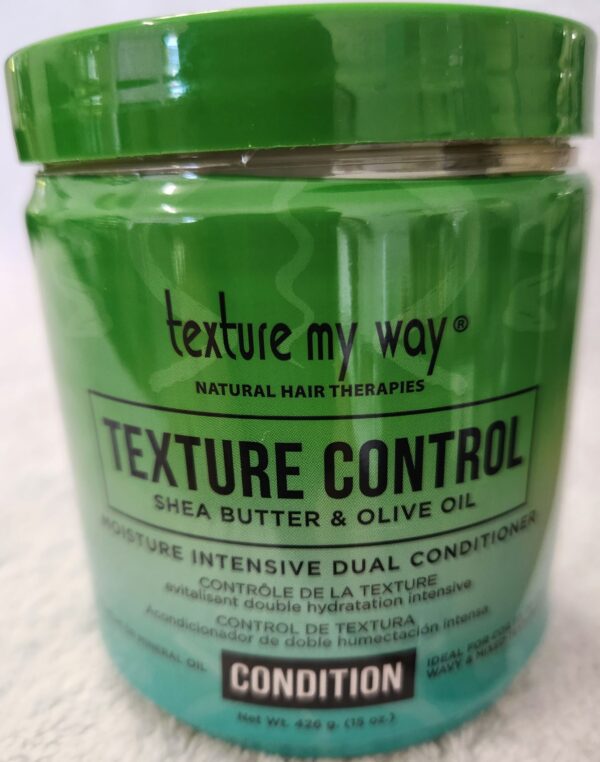 texture my way®
NATURAL HAIR THERAPIES
TEXTURE CONTROL
SHEA BUTTER & OLIVE OIL
MOISTURE INTENSIVE DUAL CONDITIONER
CONTRÔLE DE LA TEXTURE
evitalisant double hydratation intensive
CONTROL DE TEXTURA
Acondicionador de doble humectación intensa
MINERAL OIL
CONDITION
IDEAL FOR
WAVY & MIXED
Net Wt. 426 g. (15 oz.)